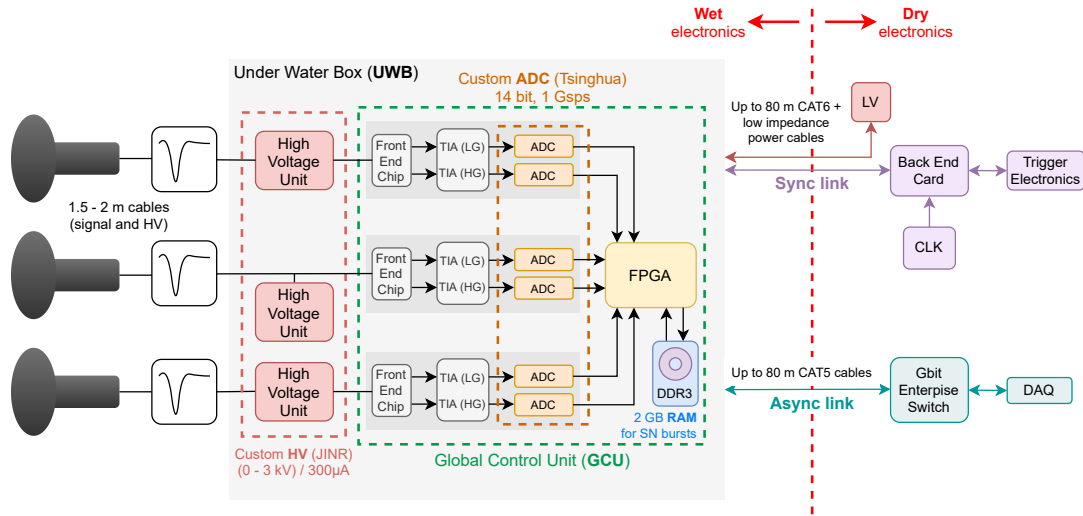 Wet
electronics
Dry
electronics
Under Water Box (UWB)
Custom ADC (Tsinghua)
14 bit, 1 Gsps
1.5 - 2 m cables
(signal and HV)
High
Voltage
Unit
Front
End
Chip
TIA (LG)
TIA (HG)
ADC
ADC
High
Voltage
Unit
Front
End
Chip
TIA (LG)
TIA (HG)
ADC
ADC
High
Voltage
Unit
Front
End
Chip
TIA (LG)
TIA (HG)
ADC
ADC
FPGA
DDR3
2 GB RAM
for SN bursts
Custom HV (JINR)
(0 - 3 kV) / 300µA
Global Control Unit (GCU)
Up to 80 m CAT6 +
low impedance
power cables
LV
Sync link
Back End
Card
Trigger
Electronics
CLK
Up to 80 m CAT5 cables
Async link
Gbit
Enterpise
Switch
DAQ